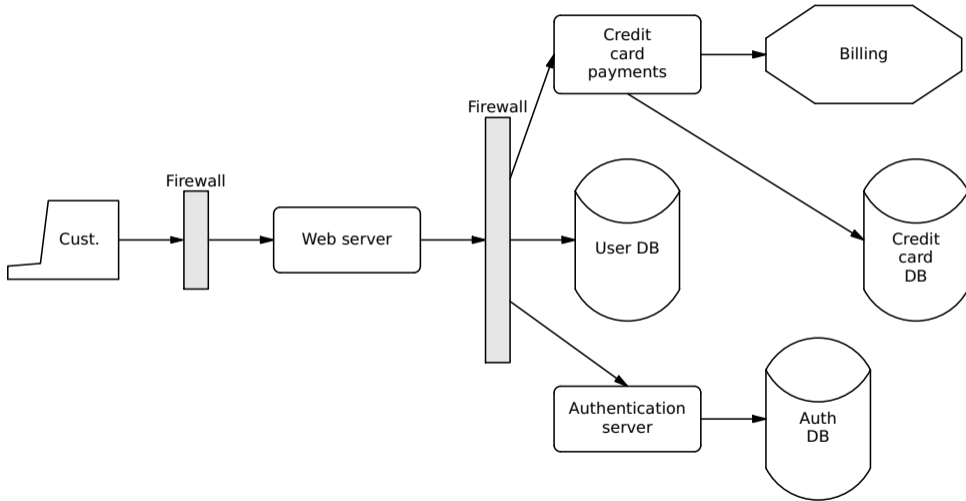 Credit
card
payments
Billing
Firewall
Firewall
Cust.
Web server
User DB
Credit
card
DB
Authentication
server
Auth
DB